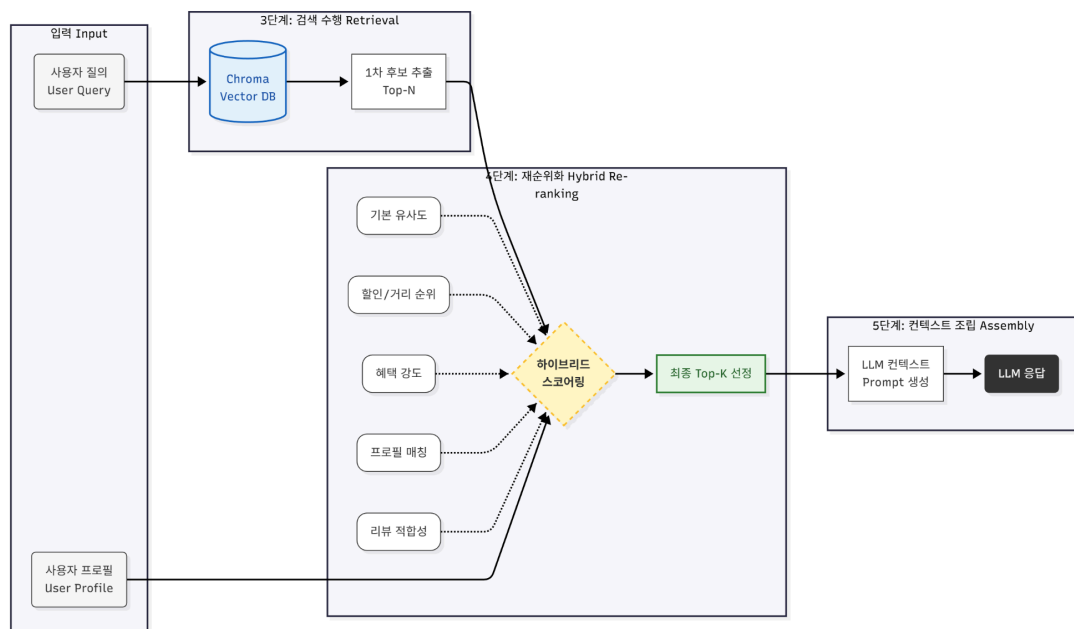 입력 Input
사용자 질의
User Query
사용자 프로필
User Profile
3단계: 검색 수행 Retrieval
Chroma
Vector DB
1차 후보 추출
Top-N
4단계: 재순위화 Hybrid Re-
ranking
기본 유사도
할인/거리 순위
혜택 강도
프로필 매칭
리뷰 적합성
하이브리드
스코어링
최종 Top-K 선정
5단계: 컨텍스트 조립 Assembly
LLM 컨텍스트
Prompt 생성
LLM 응답